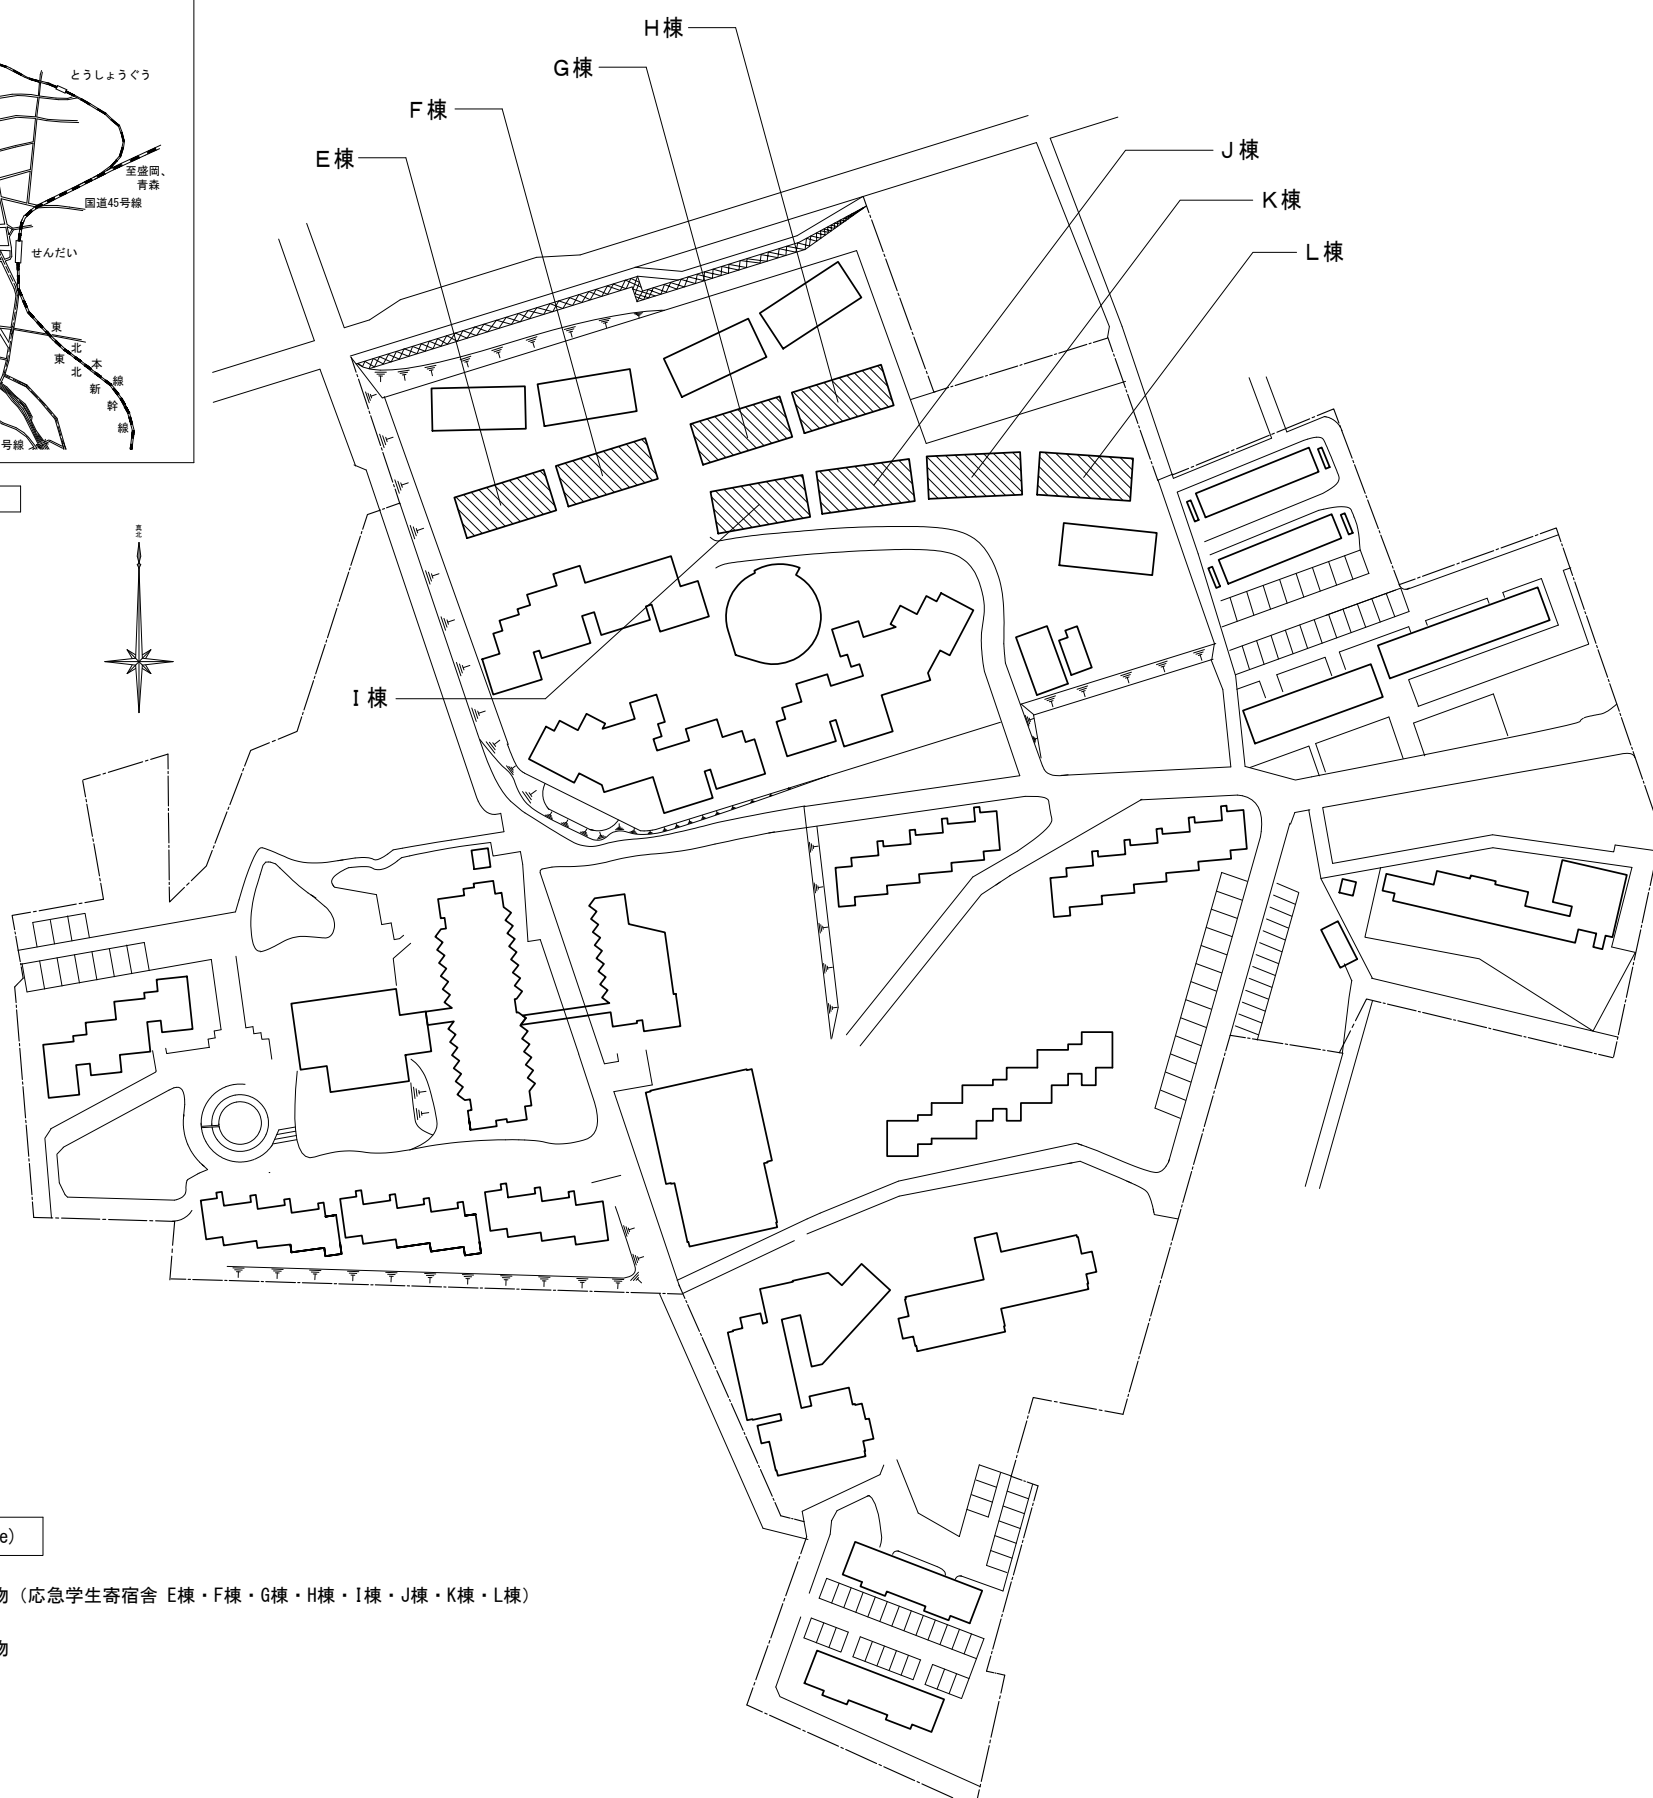 H棟
G棟
F棟
E棟
J棟
K棟
L棟
I棟
とうしょうぐう
至盛岡、
青森
国道45号線
せんだい
東北本線
東北新幹線
号線
真北
e)
物 (応急学生寄宿舎 E棟・F棟・G棟・H棟・I棟・J棟・K棟・L棟)
物